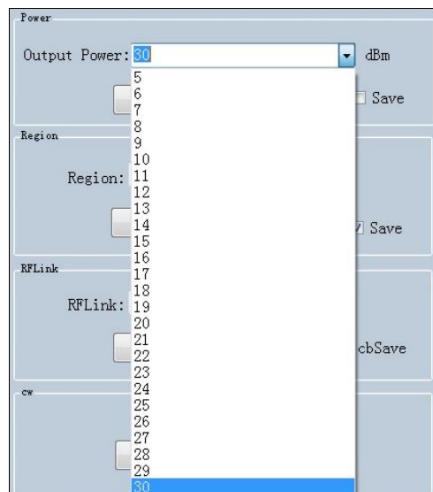 Power
Output Power: 30 dBm
5
6
7
Save
8
Region
9
10
Region: 11
12
13
14
Save
15
RFLink
16
17
18
RFLink: 19
20
21
cbSave
22
23
cw
24
25
26
27
28
29
30